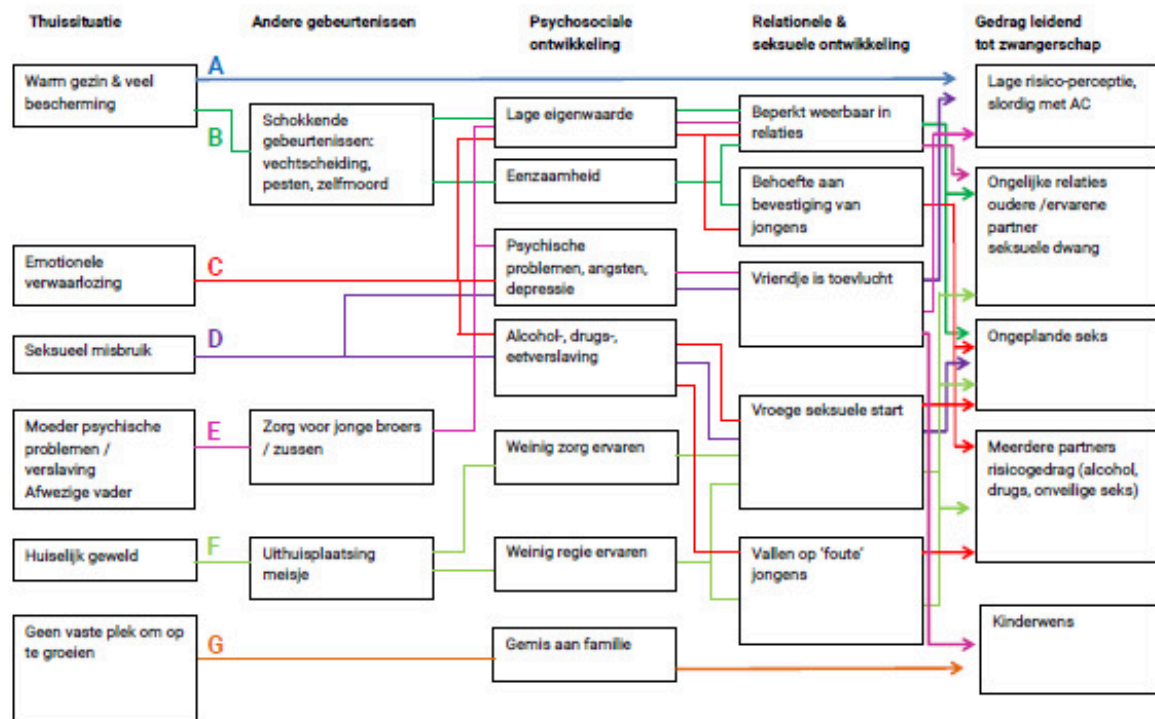 Thuissituatie
Andere gebeurtenissen
Psychosociale
ontwikkeling
Relationele &
seksuele ontwikkeling
Gedrag leidend
tot zwangerschap
Warm gezin & veel
bescherming
A
B
Schokkende
gebeurtenissen:
vechtscheiding,
pesten, zelfmoord
Lage eigenwaarde
Eenzaamheid
Beperkt weerbaar in
relaties
Behoefte aan
bevestiging van
jongens
Lage risico-perceptie,
slordig met AC
Ongelijke relaties
oudere /ervarene
partner
seksuele dwang
Emotionele
verwaarlozing
C
Psychische
problemen, angsten,
depressie
Vriendje is toevlucht
Seksueel misbruik
D
Alcohol-, drugs-,
eetverslaving
Ongeplande seks
Moeder psychische
problemen /
verslaving
Afwezige vader
E
Zorg voor jonge broers
/ zussen
Weinig zorg ervaren
Vroege seksuele start
Meerdere partners
risicogedrag (alcohol,
drugs, onveilige seks)
Huiselijk geweld
F
Uithuisplaatsing
meisje
Weinig regie ervaren
Vallen op 'foute'
jongens
Geen vaste plek om op
te groeien
G
Gemis aan familie
Kinderwens